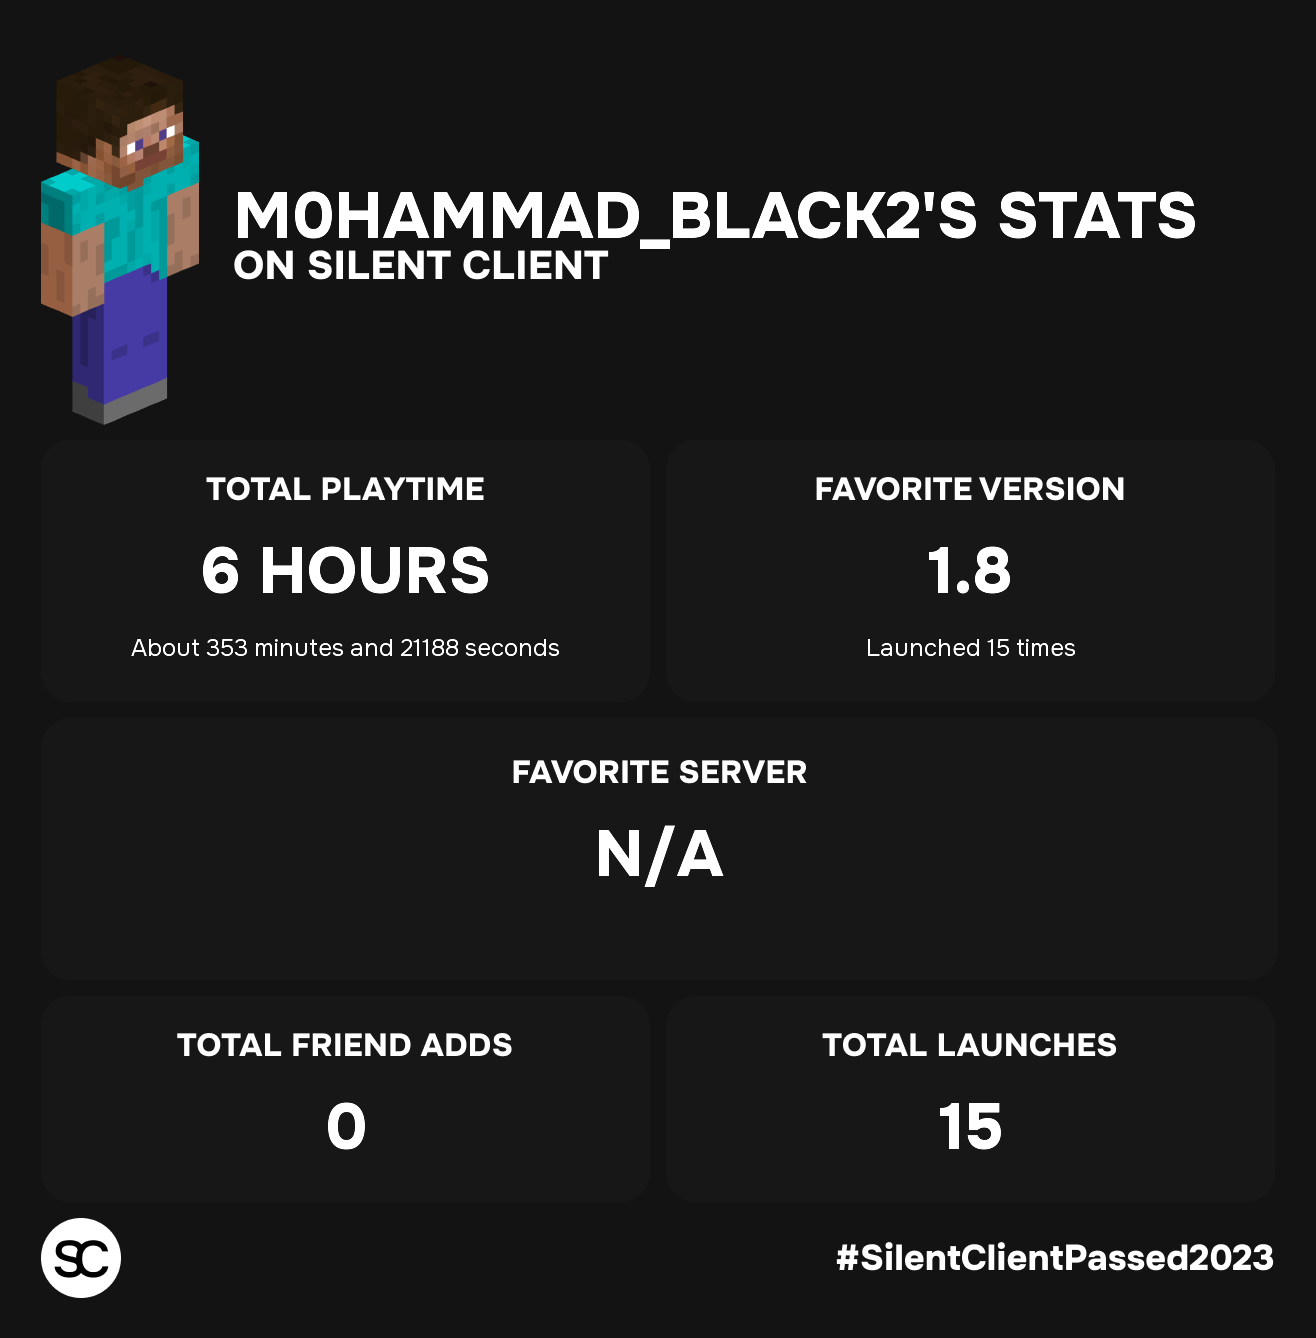 M0HAMMAD_BLACK2'S STATS
ON SILENT CLIENT
TOTAL PLAYTIME
6 HOURS
About 353 minutes and 21188 seconds
FAVORITE VERSION
1.8
Launched 15 times
FAVORITE SERVER
N/A
TOTAL FRIEND ADDS
0
TOTAL LAUNCHES
15
SC
#SilentClientPassed2023